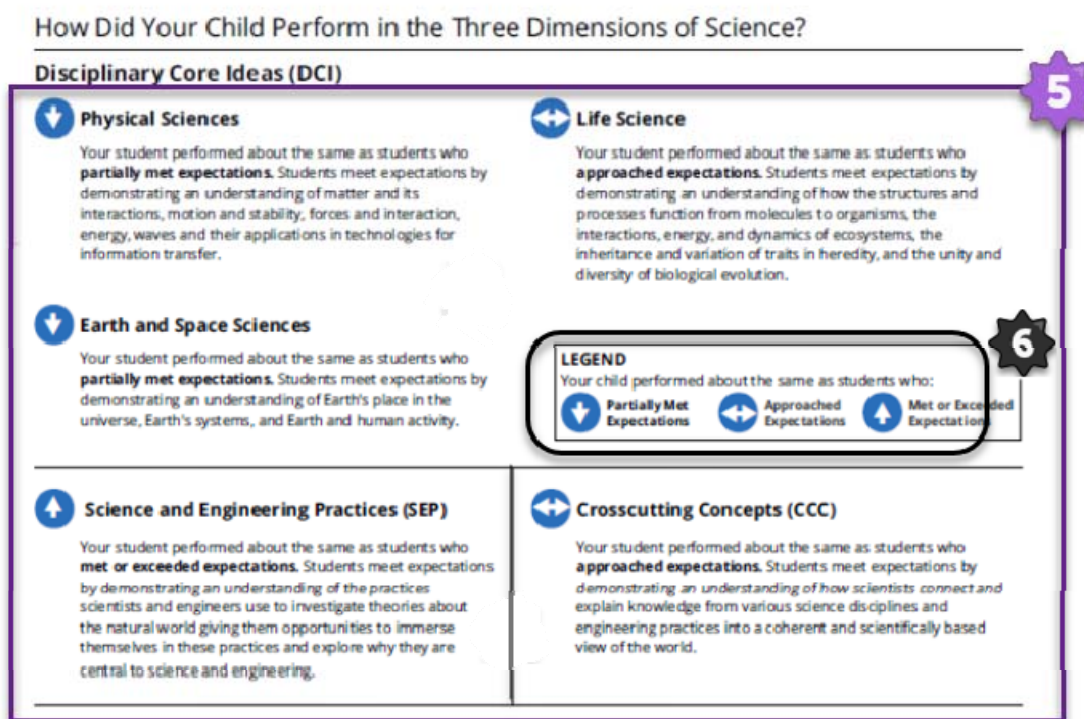 How Did Your Child Perform in the Three Dimensions of Science?
Disciplinary Core Ideas (DCI)
5
Physical Sciences
Your student performed about the same as students who
partially met expectations. Students meet expectations by
demonstrating an understanding of matter and its
interactions, motion and stability, forces and interaction,
energy, waves and their applications in technologies for
information transfer.
Life Science
Your student performed about the same as students who
approached expectations. Students meet expectations by
demonstrating an understanding of how the structures and
processes function from molecules to organisms, the
interactions, energy, and dynamics of ecosystems, the
inheritance and variation of traits in heredity, and the unity and
diversity of biological evolution.
Earth and Space Sciences
Your student performed about the same as students who
partially met expectations. Students meet expectations by
demonstrating an understanding of Earth's place in the
universe, Earth's systems, and Earth and human activity.
6
LEGEND
Your child performed about the same as students who:
Partially Met
Expectations
Approached
Expectations
Met or Exceeded
Expectations
Science and Engineering Practices (SEP)
Your student performed about the same as students who
met or exceeded expectations. Students meet expectations
by demonstrating an understanding of the practices
scientists and engineers use to investigate theories about
the natural world giving them opportunities to immerse
themselves in these practices and explore why they are
central to science and engineering.
Crosscutting Concepts (CCC)
Your student performed about the same as students who
approached expectations. Students meet expectations by
demonstrating an understanding of how scientists connect and
explain knowledge from various science disciplines and
engineering practices into a coherent and scientifically based
view of the world.